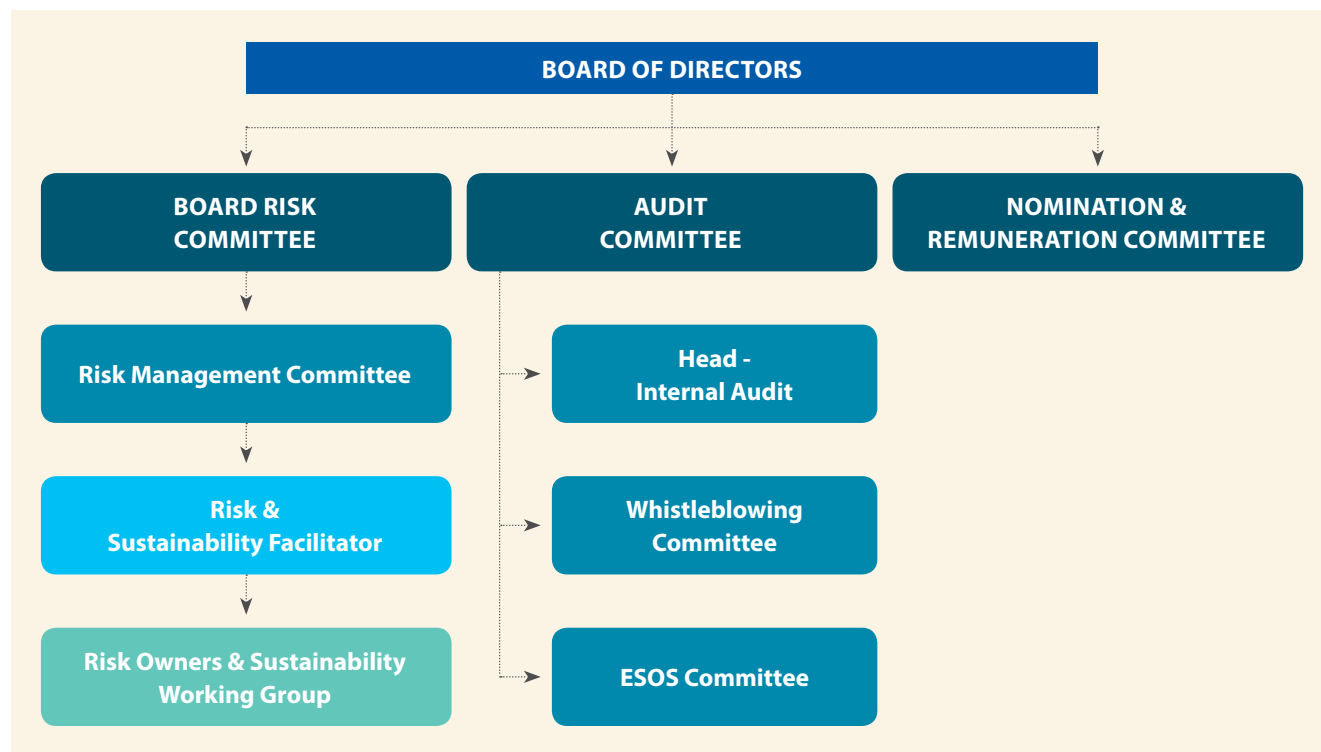 BOARD OF DIRECTORS
BOARD RISK
COMMITTEE
AUDIT
COMMITTEE
NOMINATION &
REMUNERATION COMMITTEE
Risk Management Committee
Head -
Internal Audit
Risk &
Sustainability Facilitator
Whistleblowing
Committee
Risk Owners & Sustainability
Working Group
ESOS Committee